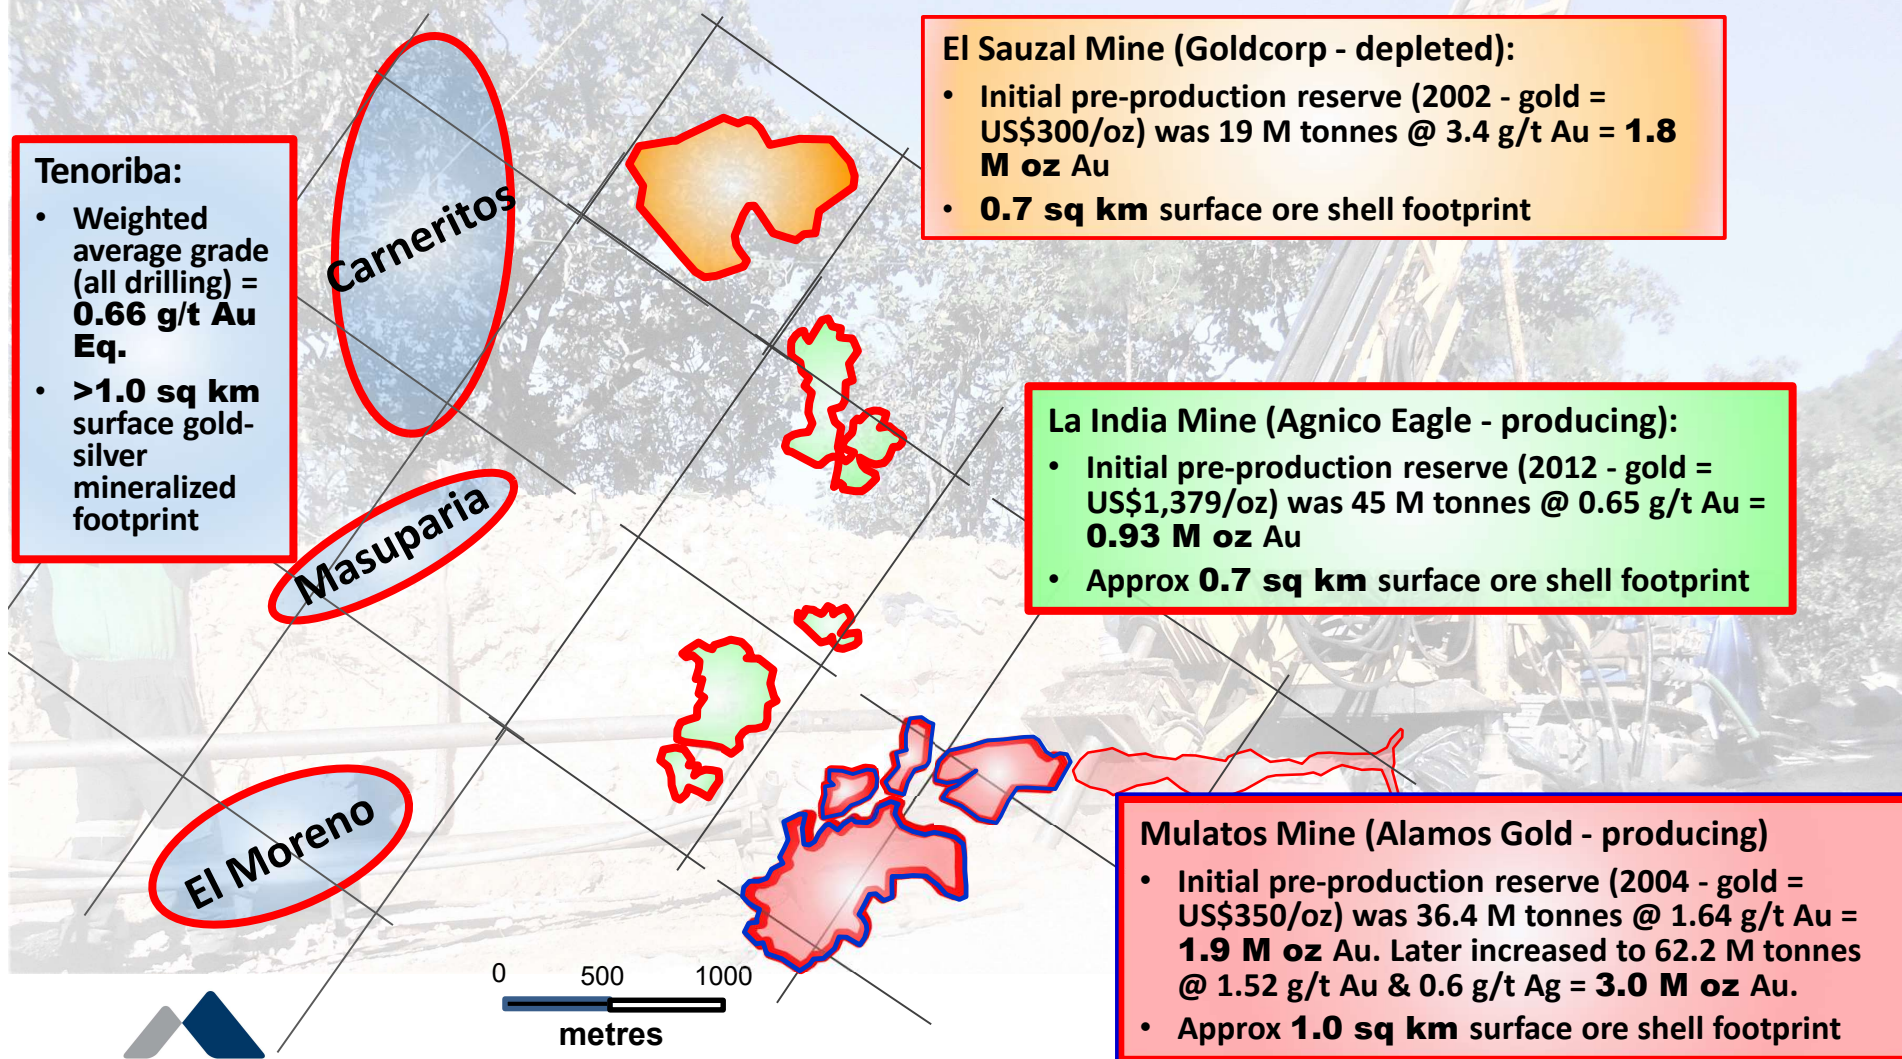 El Sauzal Mine (Goldcorp - depleted):
• Initial pre-production reserve (2002 - gold =
US$300/oz) was 19 M tonnes @ 3.4 g/t Au = 1.8
M oz Au
• 0.7 sq km surface ore shell footprint
Tenoriba:
• Weighted
average grade
(all drilling) =
0.66 g/t Au
Eq.
• >1.0 sq km
surface gold-
silver
mineralized
footprint
Carneritos
Masuparia
El Moreno
La India Mine (Agnico Eagle - producing):
• Initial pre-production reserve (2012 - gold =
US$1,379/oz) was 45 M tonnes @ 0.65 g/t Au =
0.93 M oz Au
• Approx 0.7 sq km surface ore shell footprint
Mulatos Mine (Alamos Gold - producing)
• Initial pre-production reserve (2004 - gold =
US$350/oz) was 36.4 M tonnes @ 1.64 g/t Au =
1.9 M oz Au. Later increased to 62.2 M tonnes
@ 1.52 g/t Au & 0.6 g/t Ag = 3.0 M oz Au.
• Approx 1.0 sq km surface ore shell footprint
0 500 1000
metres